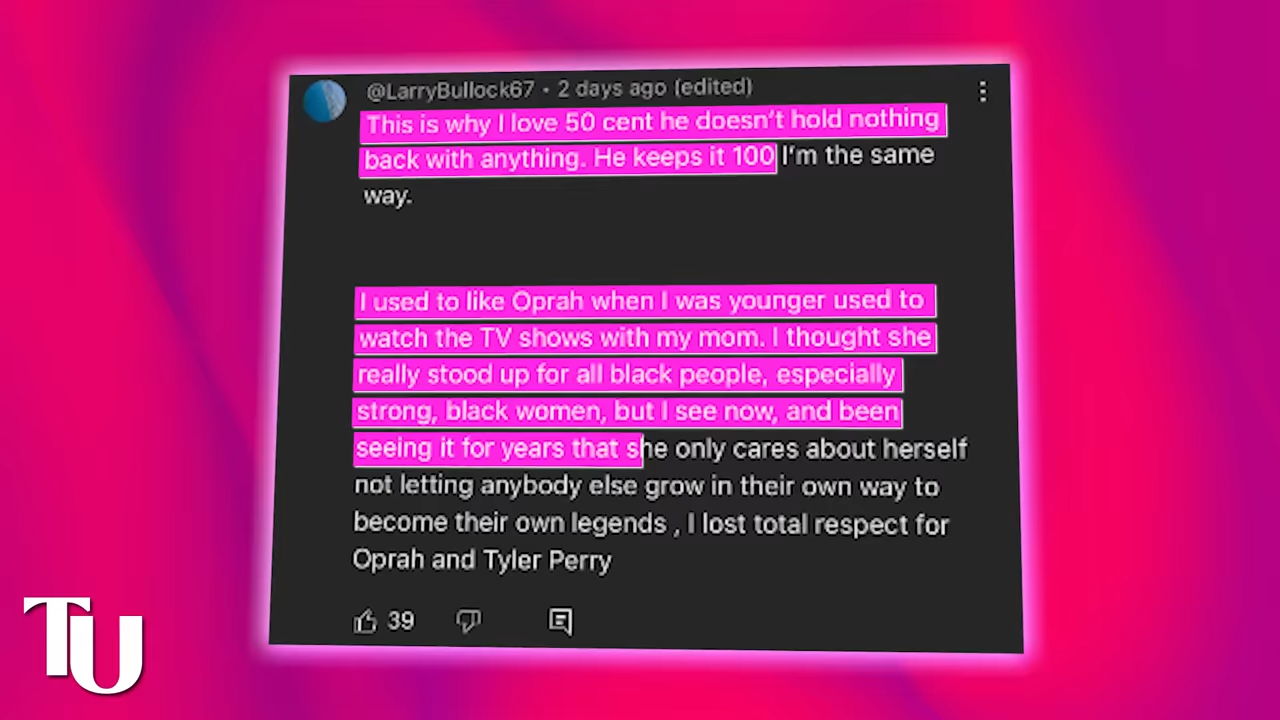 @LarryBullock67 • 2 days ago (edited)
This is why I love 50 cent he doesn't hold nothing
back with anything. He keeps it 100 I'm the same
way.
I used to like Oprah when I was younger used to
watch the TV shows with my mom. I thought she
really stood up for all black people, especially
strong, black women, but I see now, and been
seeing it for years that she only cares about herself
not letting anybody else grow in their own way to
become their own legends , I lost total respect for
Oprah and Tyler Perry
39
TU